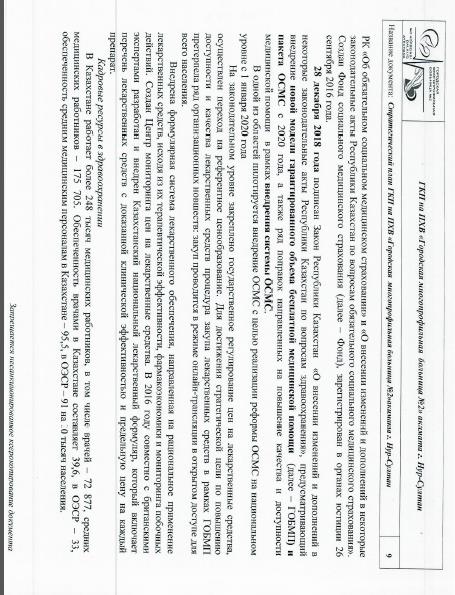 ГОРОДСКАЯ
МНОГОПРОФИЛЬНАЯ
БОЛЬНИЦА №2
ГКП на ПХВ «Городская многопрофильная больница №2» акимата г. Нур-Султан
Название документа: Стратегический план ГКП на ПХВ «Городская многопрофильная больница №2»акимата г. Нур-Султан
9
РК «Об обязательном социальном медицинском страховании» и «О внесении изменений и дополнений в некоторые
законодательные акты Республики Казахстан по вопросам обязательного социального медицинского страхования».
Создан Фонд социального медицинского страхования (далее – Фонд), зарегистрирован в органах юстиции 26
сентября 2016 года.
28 декабря 2018 года подписан Закон Республики Казахстан «О внесении изменений и дополнений в
некоторые законодательные акты Республики Казахстан по вопросам здравоохранения», предусматривающий
внедрение новой модели гарантированного объема бесплатной медицинской помощи (далее – ГОБМП) и
пакета ОСМС с 2020 года, а также ряд поправок направленных на повышение качества и доступности
медицинской помощи в рамках внедрения системы ОСМС.
В одной из областей пилотируется внедрение ОСМС с целью реализации реформы ОСМС на национальном
уровне с 1 января 2020 года
На законодательном уровне закреплено государственное регулирование цен на лекарственные средства,
осуществлен переход на референтное ценообразование. Для достижения стратегической цели по повышению
доступности и качества лекарственных средств процедура закупа лекарственных средств в рамках ГОБМП
претерпела ряд организационных новшеств: закуп проводится в режиме онлайн-трансляции в открытом доступе для
всего населения.
Внедрена формулярная система лекарственного обеспечения, направленная на рациональное применение
лекарственных средств, исходя из их терапевтической эффективности, фармакоэкономики и мониторинга побочных
действий. Создан Центр мониторинга цен на лекарственные средства. В 2016 году совместно с британскими
экспертами разработан и внедрен Казахстанский национальный лекарственный формуляр, который включает
перечень лекарственных средств с доказанной клинической эффективностью и предельную цену на каждый
препарат.
Кадровые ресурсы в здравоохранении
В Казахстане работает более 248 тысяч медицинских работников, в том числе врачей – 72 877, средних
медицинских работников – 175 705. Обеспеченность врачами в Казахстане составляет 39,6, в ОЭСР – 33,
обеспеченность средним медицинским персоналам в Казахстане – 95,5, в ОЭСР – 91 на тысяч населения.
Запрещается несанкционированное ксерокопирование документа